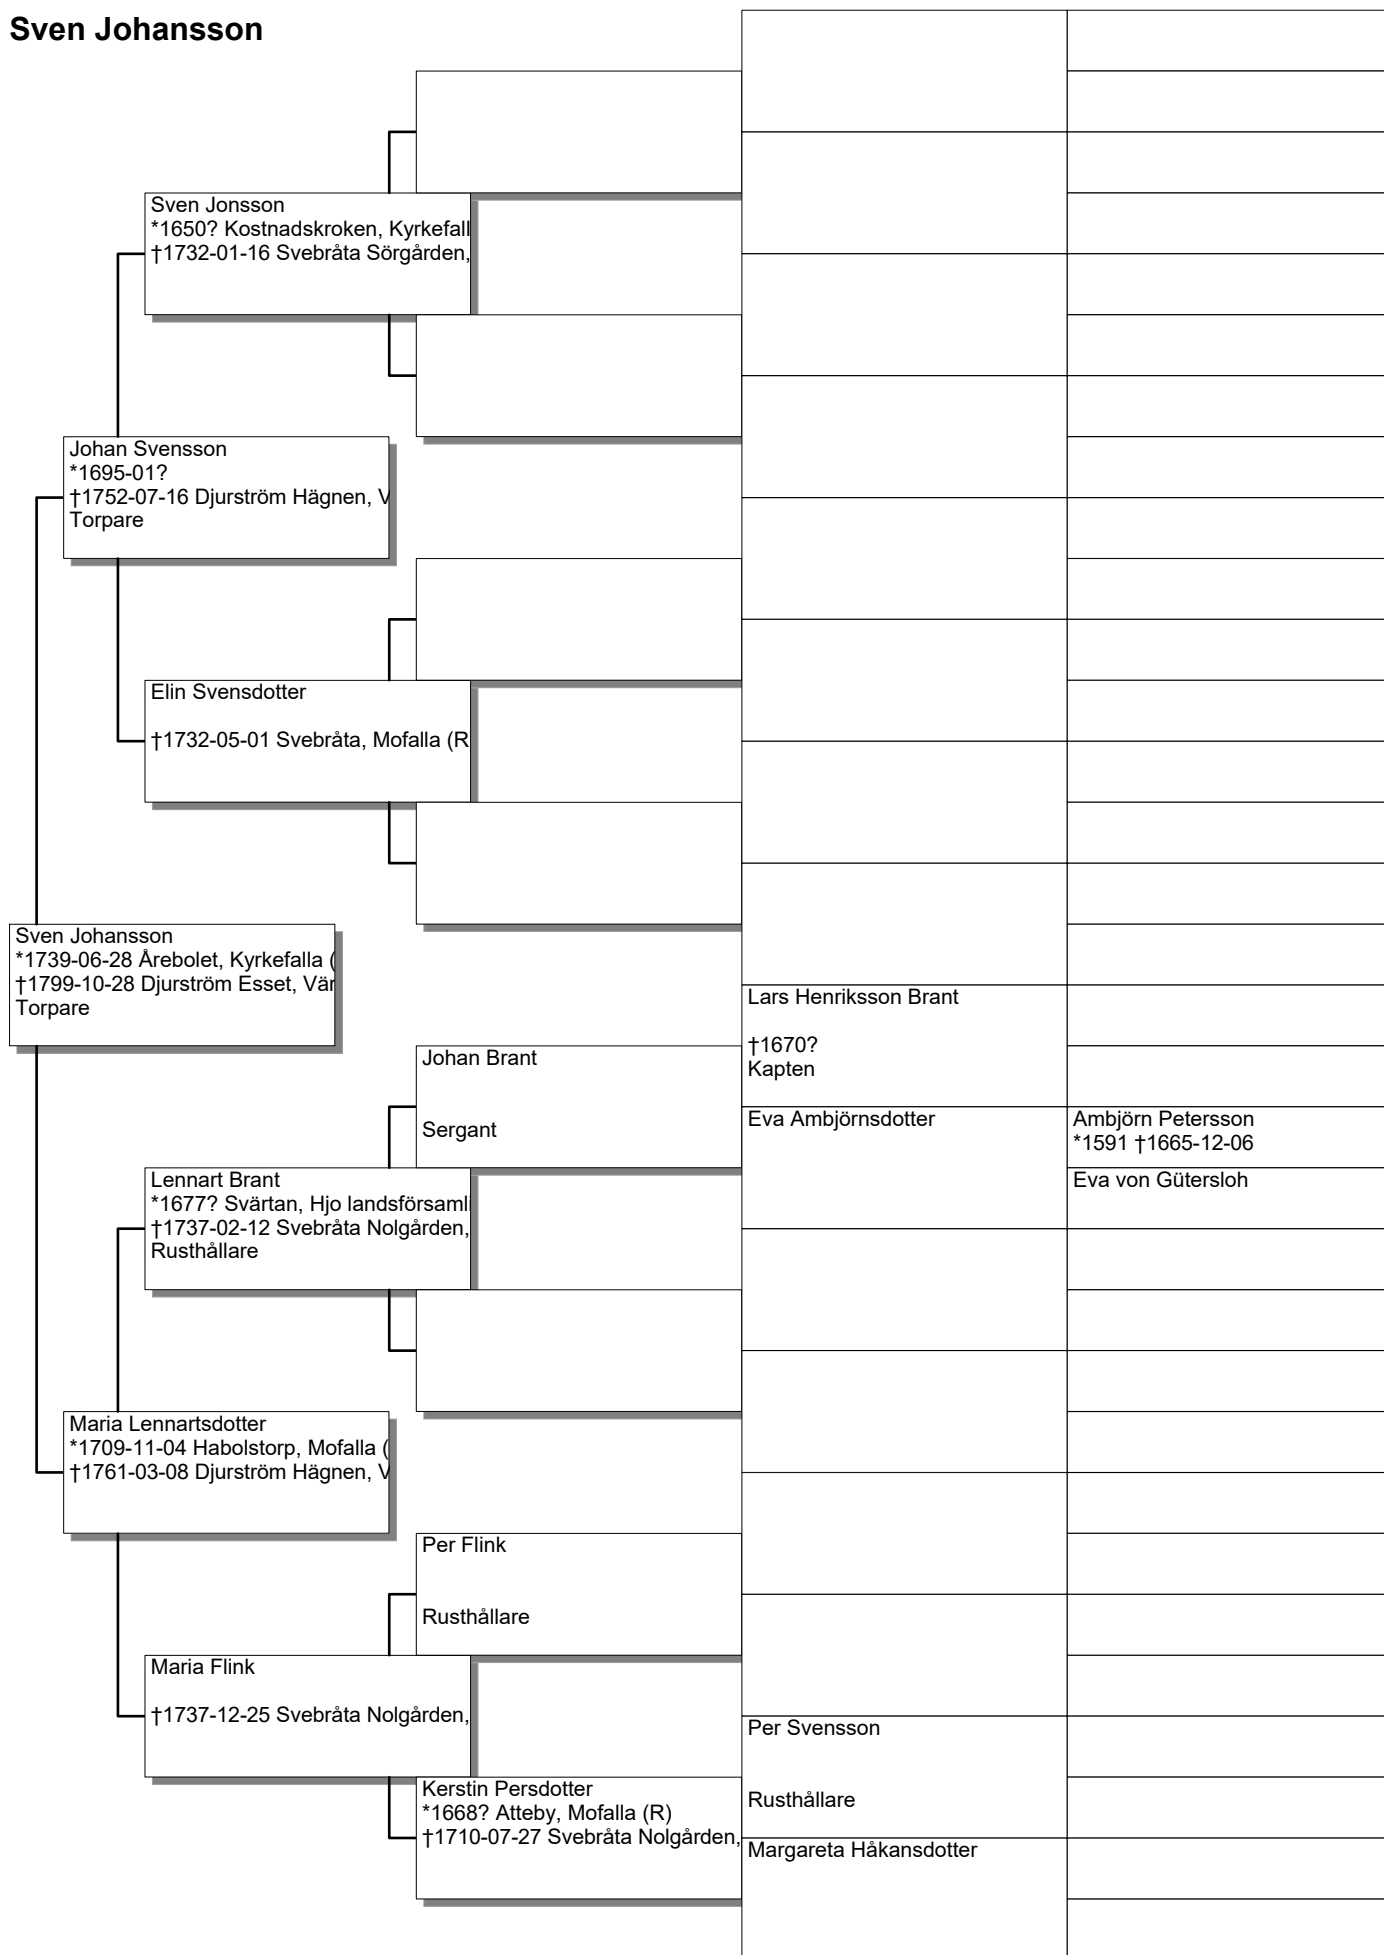 Sven Johansson
Sven Jonsson
*1650? Kostnadskroken, Kyrkefall
†1732-01-16 Svebråta Sörgården,
Johan Svensson
*1695-01?
†1752-07-16 Djurström Hägnen, V
Torpare
Elin Svensdotter
†1732-05-01 Svebråta, Mofalla (R
Sven Johansson
*1739-06-28 Årebolet, Kyrkefalla (
†1799-10-28 Djurström Esset, Vär
Torpare
Lars Henriksson Brant
†1670?
Kapten
Johan Brant
Sergant
Eva Ambjörnsdotter
Ambjörn Petersson
*1591 †1665-12-06
Eva von Gütersloh
Lennart Brant
*1677? Svärtan, Hjo landsförsamli
†1737-02-12 Svebråta Nolgården,
Rusthållare
Maria Lennartsdotter
*1709-11-04 Habolstorp, Mofalla (
†1761-03-08 Djurström Hägnen, V
Per Flink
Rusthållare
Maria Flink
†1737-12-25 Svebråta Nolgården,
Per Svensson
Rusthållare
Kerstin Persdotter
*1668? Atteby, Mofalla (R)
†1710-07-27 Svebråta Nolgården,
Margareta Håkansdotter